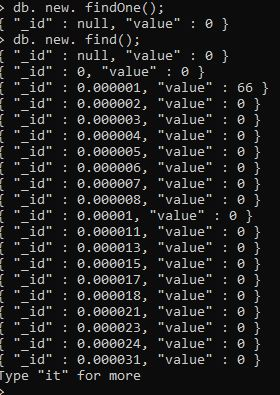 > db. new. findOne();
{ "_id" : null, "value" : 0 }
> db. new. find();
{ "_id" : null, "value" : 0 }
{ "_id" : 0, "value" : 0 }
{ "_id" : 0.000001, "value" : 66 }
{ "_id" : 0.000002, "value" : 0 }
{ "_id" : 0.000003, "value" : 0 }
{ "_id" : 0.000004, "value" : 0 }
{ "_id" : 0.000005, "value" : 0 }
{ "_id" : 0.000006, "value" : 0 }
{ "_id" : 0.000007, "value" : 0 }
{ "_id" : 0.000008, "value" : 0 }
{ "_id" : 0.00001, "value" : 0 }
{ "_id" : 0.000011, "value" : 0 }
{ "_id" : 0.000013, "value" : 0 }
{ "_id" : 0.000015, "value" : 0 }
{ "_id" : 0.000017, "value" : 0 }
{ "_id" : 0.000018, "value" : 0 }
{ "_id" : 0.000021, "value" : 0 }
{ "_id" : 0.000023, "value" : 0 }
{ "_id" : 0.000024, "value" : 0 }
{ "_id" : 0.000031, "value" : 0 }
Type "it" for more
>